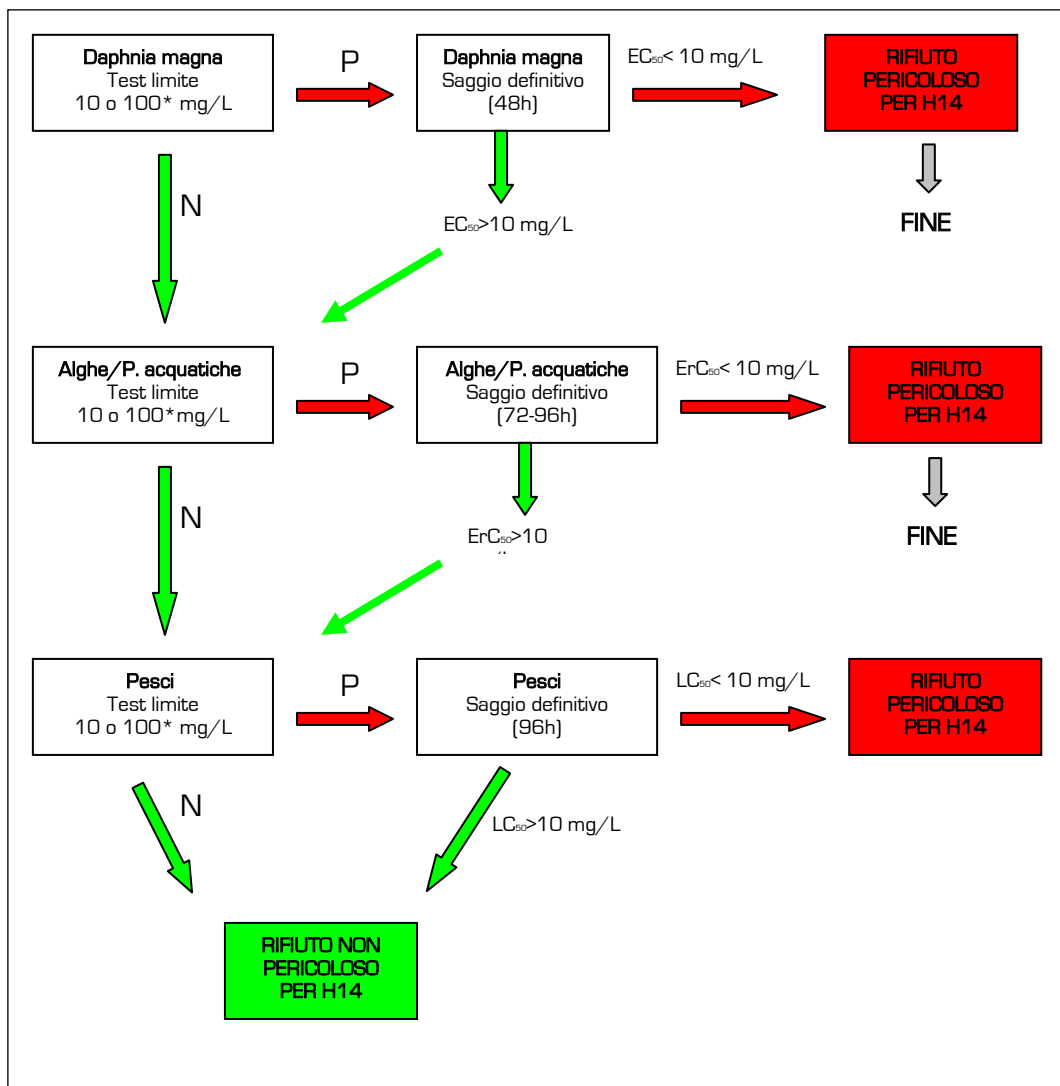 Daphnia magna
Test limite
10 o 100* mg/L
P
Daphnia magna
Saggio definitivo
(48h)
EC₅₀< 10 mg/L
RIFIUTO
PERICOLOSO
PER H14
N
EC₅₀>10 mg/L
FINE
Alghe/P. acquatiche
Test limite
10 o 100*mg/L
P
Alghe/P. acquatiche
Saggio definitivo
(72-96h)
ErC₅₀< 10 mg/L
RIFIUTO
PERICOLOSO
PER H14
N
ErC₅₀>10
FINE
Pesci
Test limite
10 o 100* mg/L
P
Pesci
Saggio definitivo
(96h)
LC₅₀< 10 mg/L
RIFIUTO
PERICOLOSO
PER H14
N
LC₅₀>10 mg/L
RIFIUTO NON
PERICOLOSO
PER H14